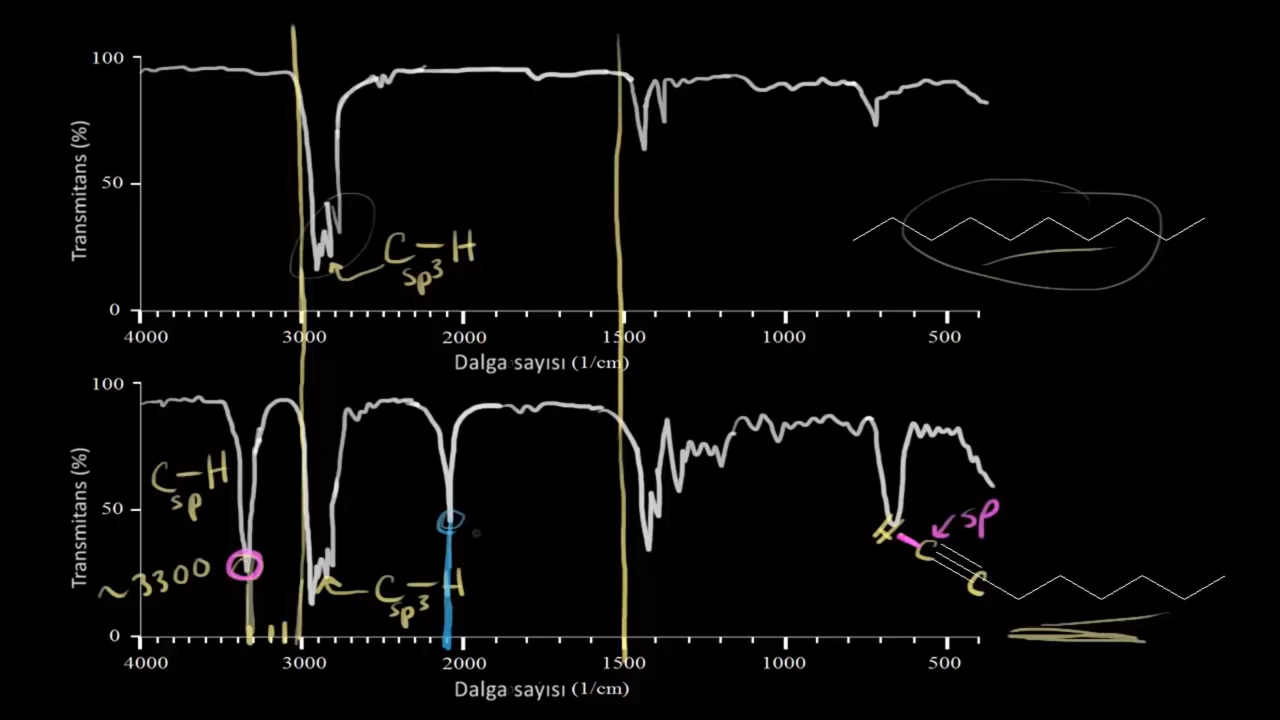 100
50
0
Transmitans (%)
C-H
sp³
4000
3000
2000
1500
1000
500
Dalga sayısı (1/cm)
100
50
0
Transmitans (%)
C-H
sp
~3300
C-H
sp³
H
C
C
sp
4000
3000
2000
1500
1000
500
Dalga sayısı (1/cm)